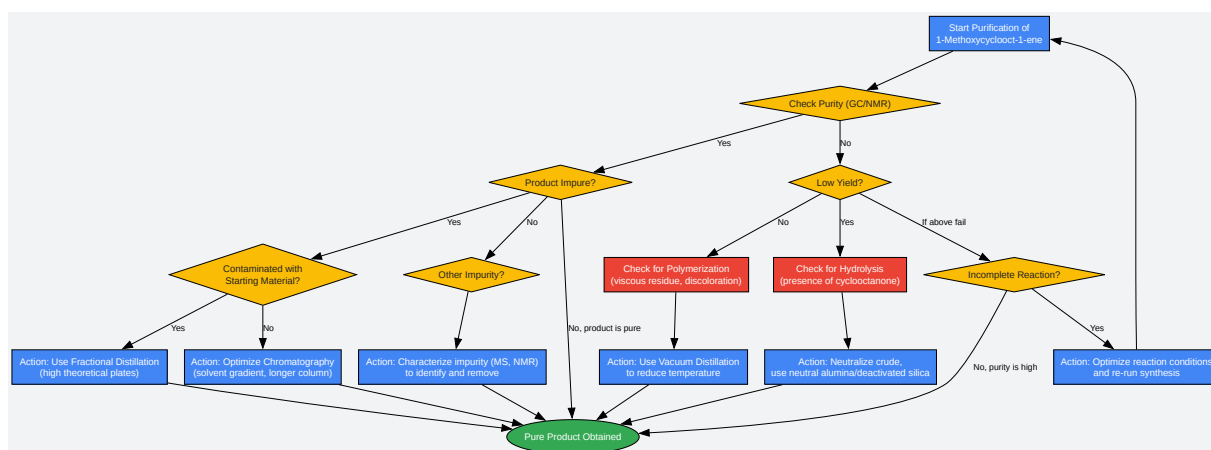 Start Purification of
1-Methoxycyclooct-1-ene
Check Purity (GC/NMR)
Yes
No
Product Impure?
Low Yield?
Yes
No
No
Yes
If above fail
Contaminated with
Starting Material?
Other Impurity?
Check for Polymerization
(viscous residue, discoloration)
Check for Hydrolysis
(presence of cyclooctanone)
Incomplete Reaction?
Yes
No
No, product is pure
Yes
Action: Use Fractional Distillation
(high theoretical plates)
Action: Optimize Chromatography
(solvent gradient, longer column)
Action: Characterize impurity (MS, NMR)
to identify and remove
Action: Use Vacuum Distillation
to reduce temperature
Action: Neutralize crude,
use neutral alumina/deactivated silica
No, purity is high
Action: Optimize reaction conditions
and re-run synthesis
Pure Product Obtained